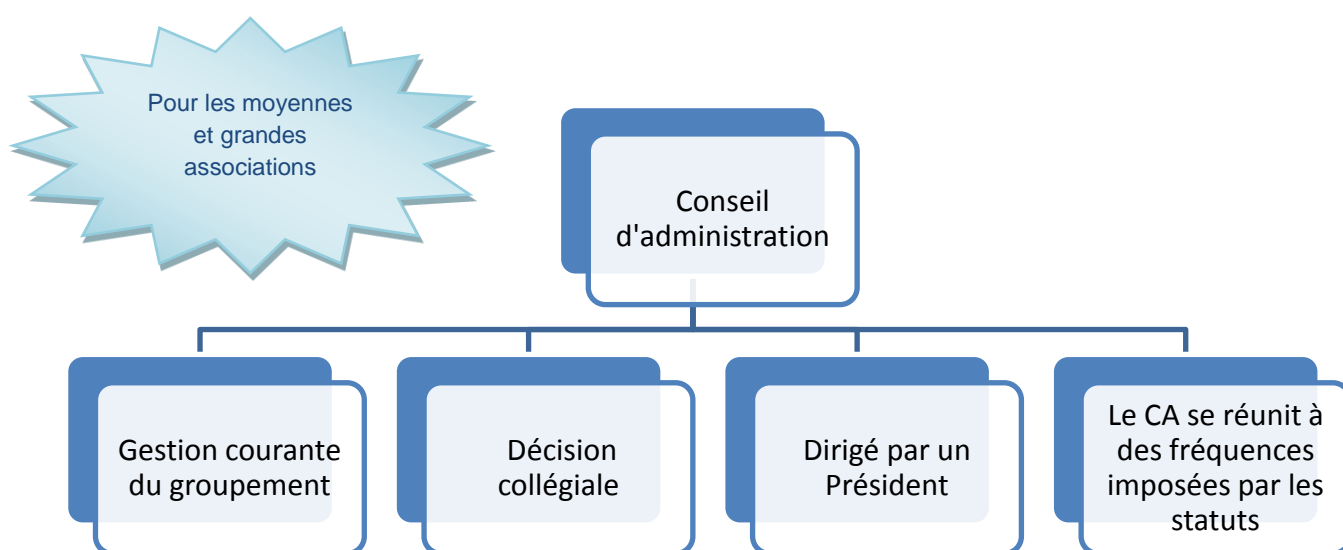 Pour les moyennes
et grandes
associations
Conseil
d'administration
Gestion courante
du groupement
Décision
collégiale
Dirigé par un
Président
Le CA se réunit à
des fréquences
imposées par les
statuts